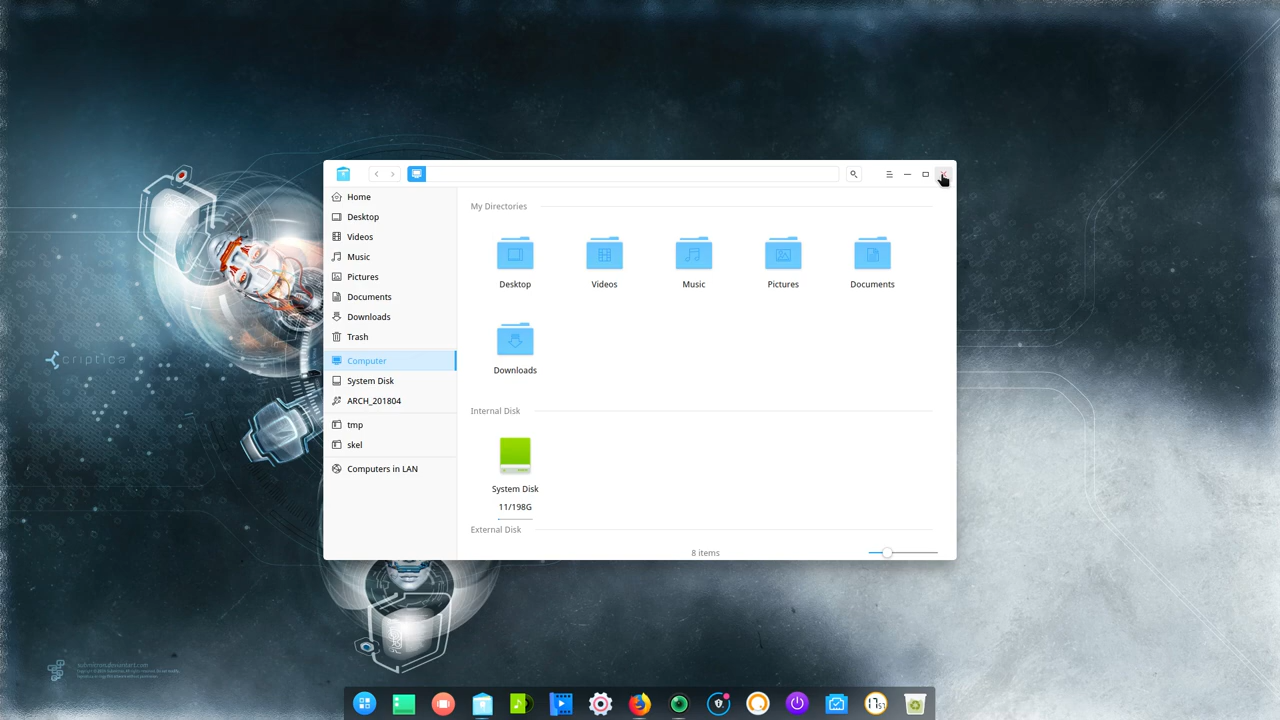 My Directories
Home
Desktop
Videos
Music
Pictures
Documents
Downloads
Trash
Computer
System Disk
ARCH_201804
tmp
skel
Computers in LAN
Desktop
Videos
Music
Pictures
Documents
Downloads
Internal Disk
System Disk
11/198G
External Disk
8 items
criptica